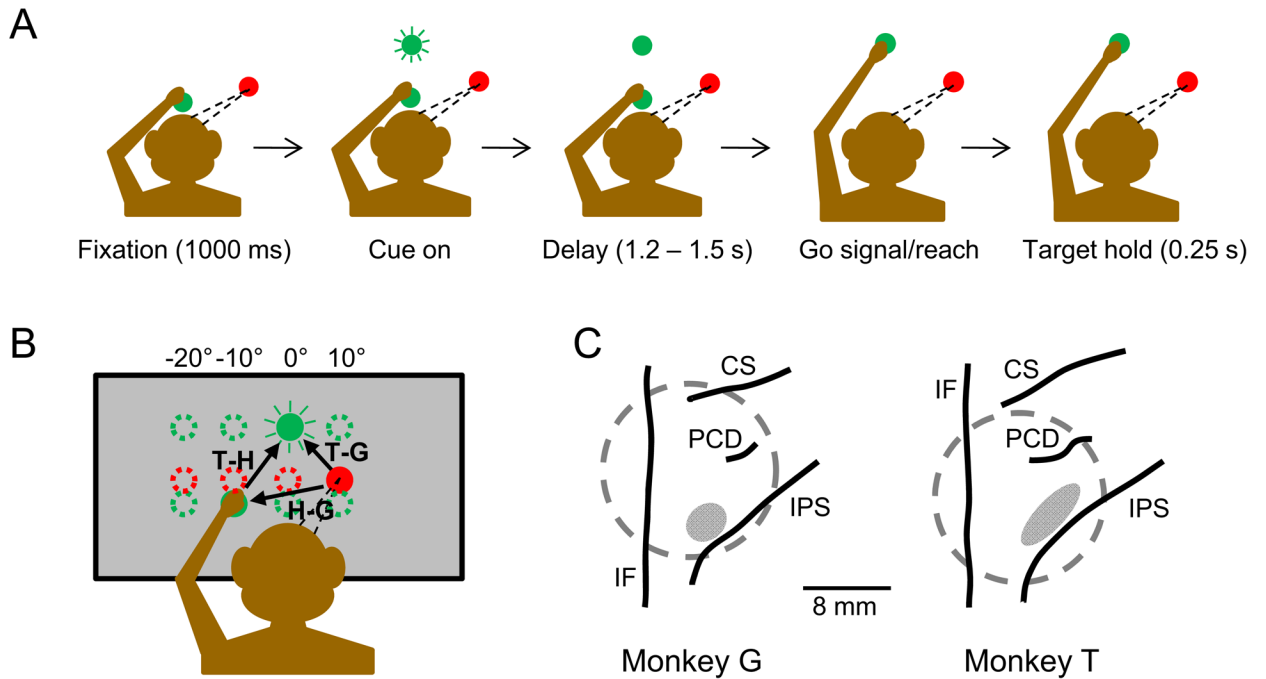 A
Fixation (1000 ms)
Cue on
Delay (1.2 – 1.5 s)
Go signal/reach
Target hold (0.25 s)
B
-20° -10° 0° 10°
T-H
T-G
H-G
C
CS
PCD
IPS
IF
Monkey G
8 mm
IF
CS
PCD
IPS
Monkey T